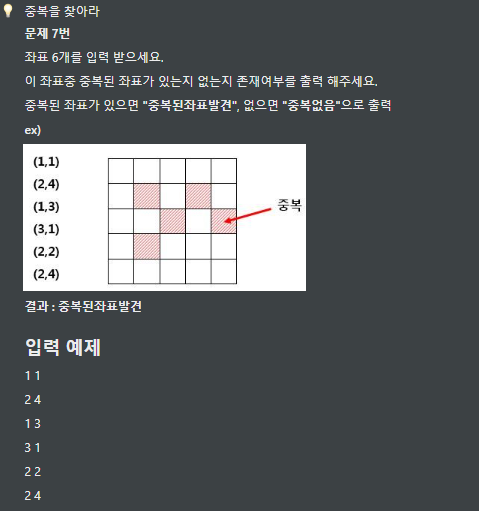 중복을 찾아라
문제 7번
좌표 6개를 입력 받으세요.
이 좌표중 중복된 좌표가 있는지 없는지 존재여부를 출력 해주세요.
중복된 좌표가 있으면 "중복된좌표발견", 없으면 "중복없음"으로 출력
ex)
(1,1)
(2,4)
(1,3)
(3,1)
(2,2)
(2,4)
중복
결과 : 중복된좌표발견
입력 예제
1 1
2 4
1 3
3 1
2 2
2 4